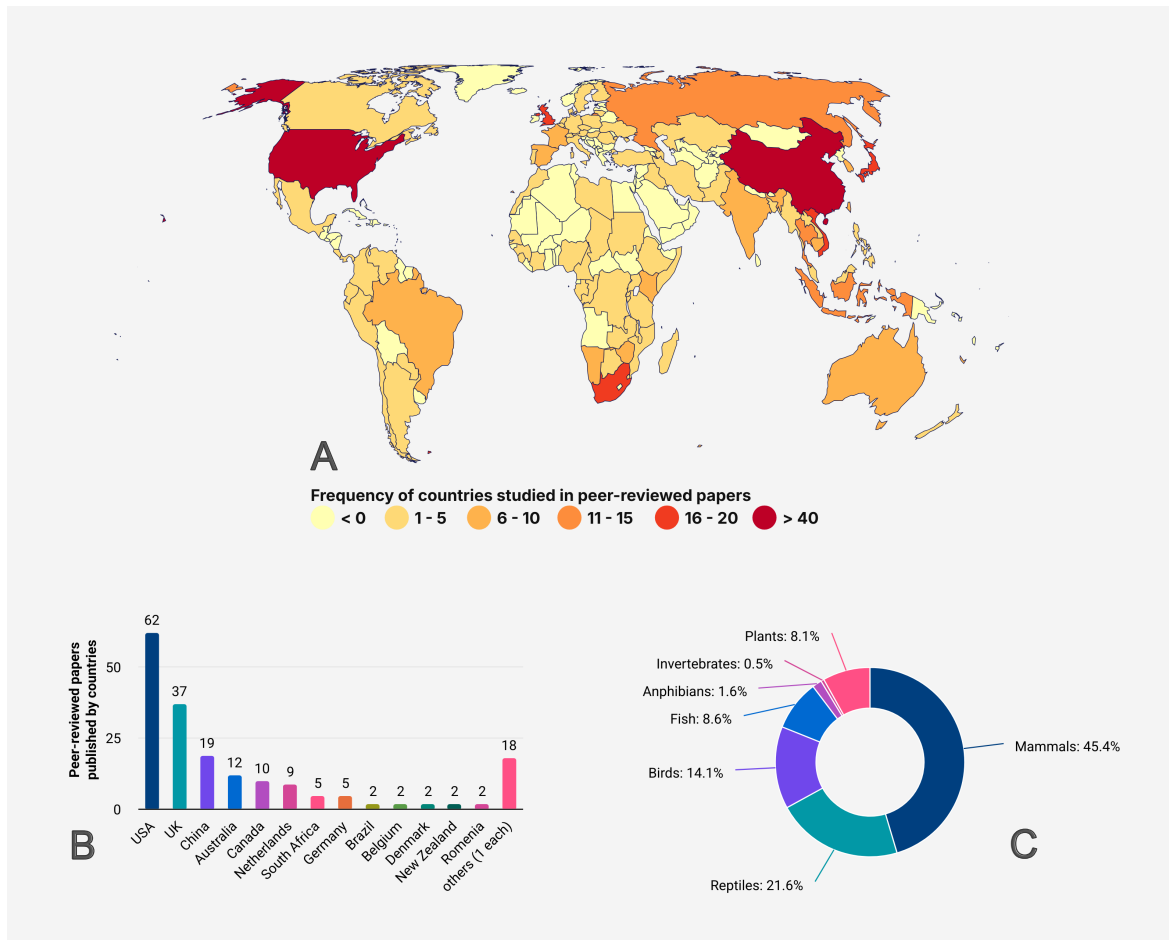 A
Frequency of countries studied in peer-reviewed papers
< 0
1 - 5
6 - 10
11 - 15
16 - 20
> 40
Peer-reviewed papers
published by countries
50
25
0
62
37
19
12
10
9
5
5
2
2
2
2
2
18
USA
UK
China
Australia
Canada
Netherlands
South Africa
Germany
Brazil
Belgium
Denmark
New Zealand
Romenia
others (1 each)
B
Plants: 8.1%
Invertebrates: 0.5%
Anphibians: 1.6%
Fish: 8.6%
Birds: 14.1%
Reptiles: 21.6%
Mammals: 45.4%
C